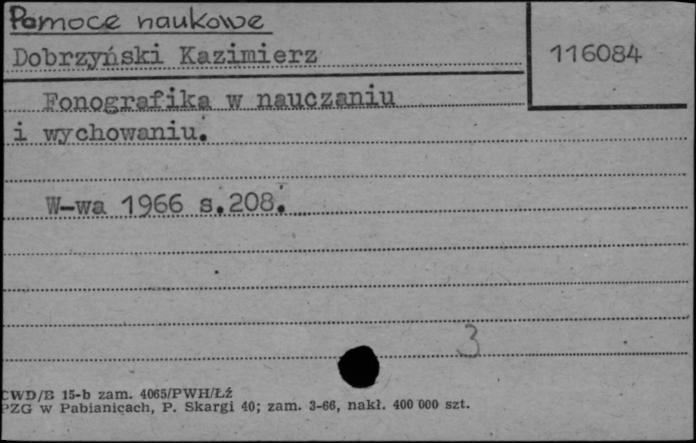 Pomoce naukowe
Dobrzyński Kazimierz
116084
Fonografika w nauczaniu
i wychowaniu.
W-wa 1966 s.208.
3
CWD/B 15-b zam. 4065/PWH/Łź
PZG w Pabianicach, P. Skargi 40; zam. 3-66, nakł. 400 000 szt.